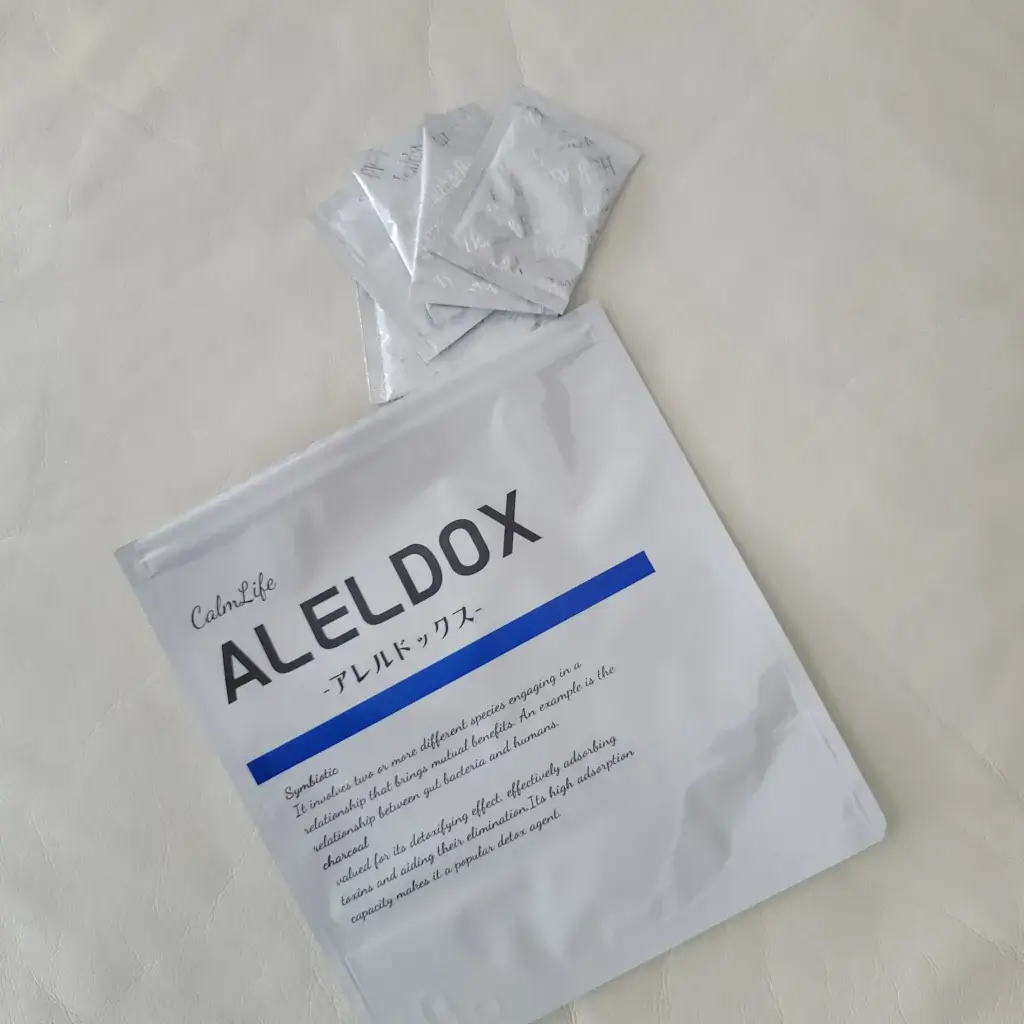 CalmLife
ALELDOX
-アレルドックス-
Symbiotic
It involves two or more different species engaging in a
relationship that brings mutual benefits. An example is the
relationship between gut bacteria and humans.
charcoal
valued for its detoxifying effect, effectively adsorbing
toxins and aiding their elimination.Its high adsorption
capacity makes it a popular detox agent.